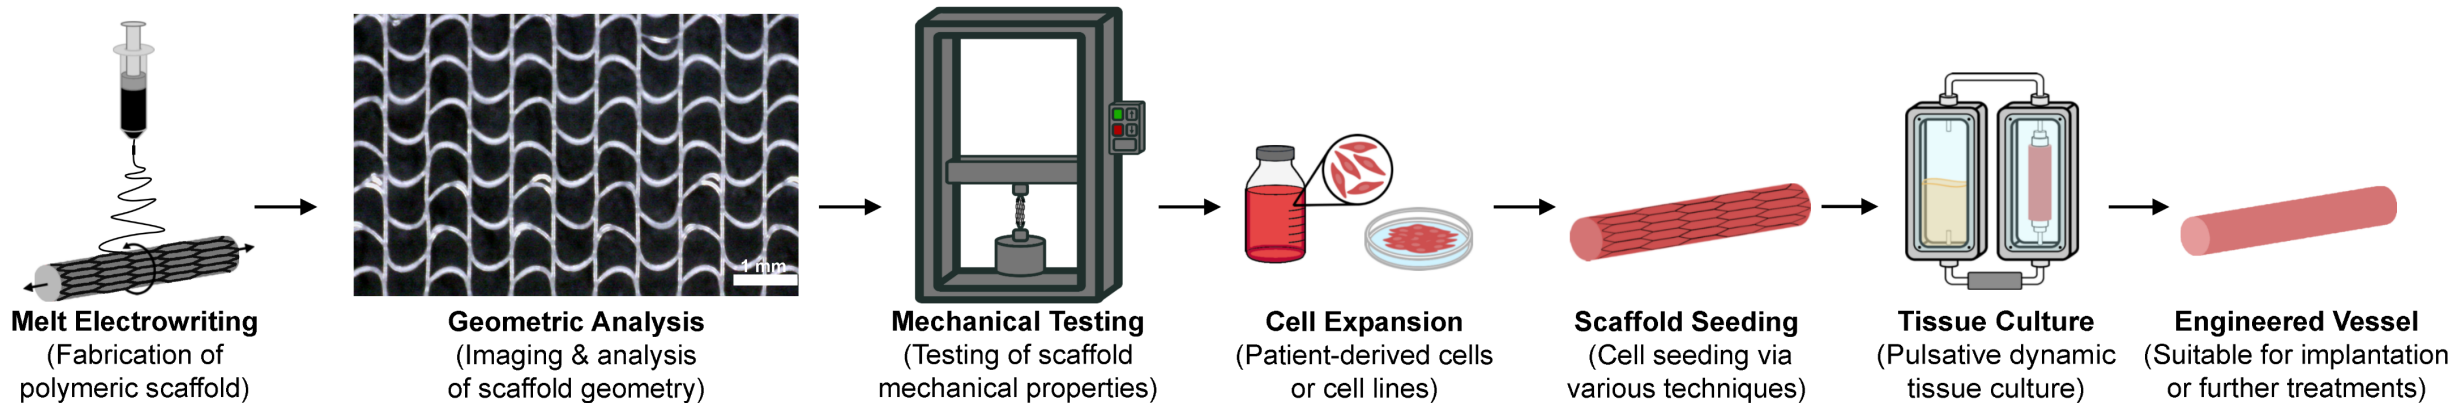 1 mm
Melt Electrowriting
(Fabrication of
polymeric scaffold)
Geometric Analysis
(Imaging & analysis
of scaffold geometry)
Mechanical Testing
(Testing of scaffold
mechanical properties)
Cell Expansion
(Patient-derived cells
or cell lines)
Scaffold Seeding
(Cell seeding via
various techniques)
Tissue Culture
(Pulsative dynamic
tissue culture)
Engineered Vessel
(Suitable for implantation
or further treatments)